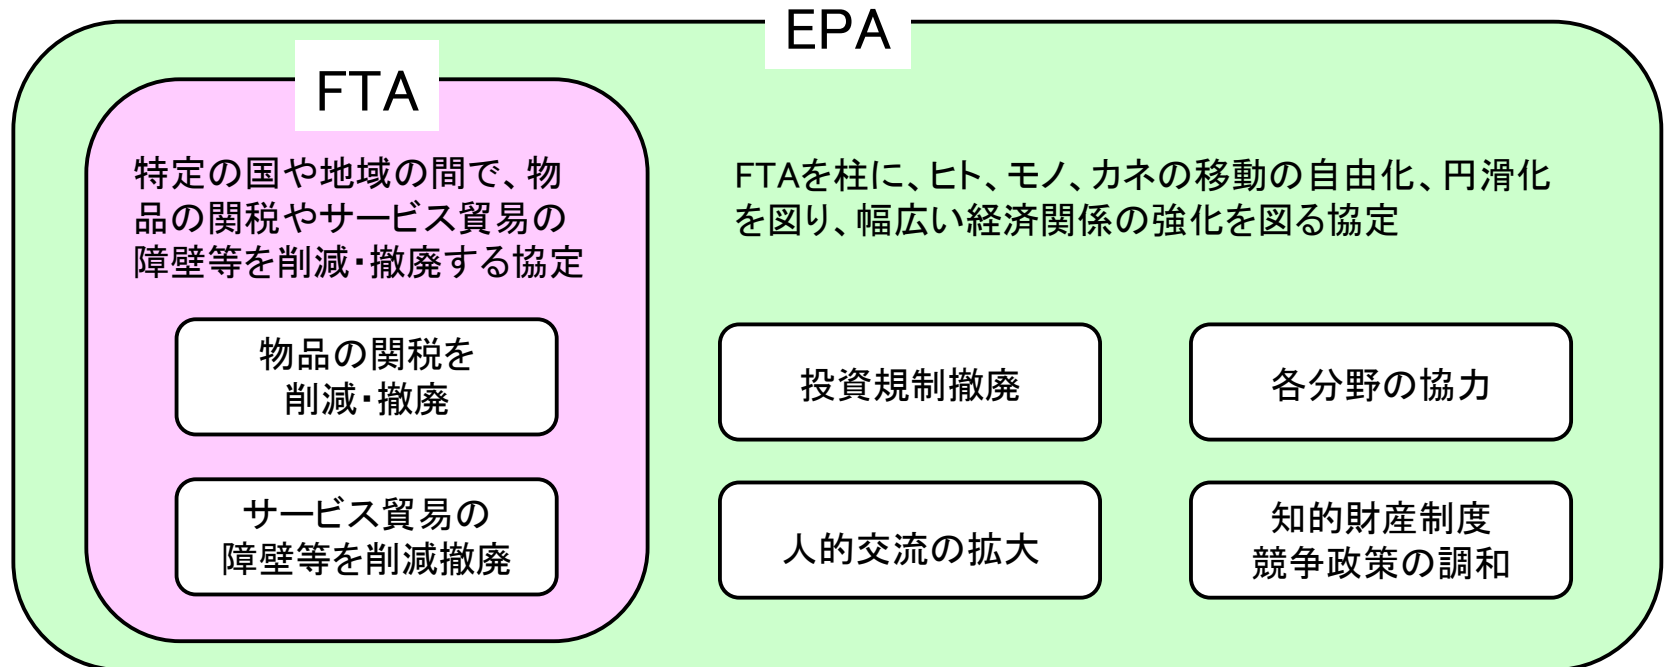 EPA
FTA
特定の国や地域の間で、物
品の関税やサービス貿易の
障壁等を削減・撤廃する協定
物品の関税を
削減・撤廃
サービス貿易の
障壁等を削減撤廃
FTAを柱に、ヒト、モノ、カネの移動の自由化、円滑化
を図り、幅広い経済関係の強化を図る協定
投資規制撤廃
各分野の協力
人的交流の拡大
知的財産制度
競争政策の調和